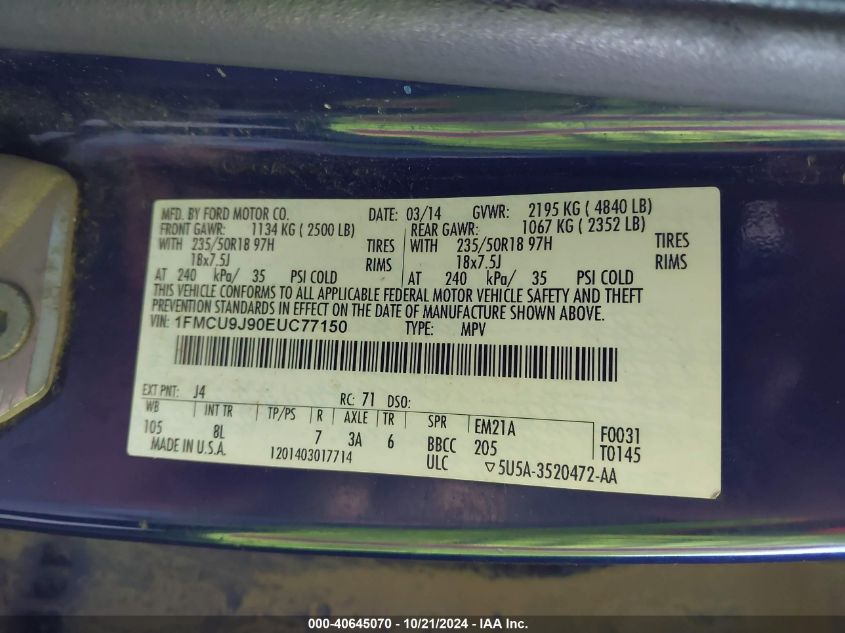 MFD. BY FORD MOTOR CO. DATE: 03/14 GVWR: 2195 KG ( 4840 LB)
FRONT GAWR: 1134 KG ( 2500 LB) REAR GAWR: 1067 KG ( 2352 LB)
WITH 235/50R18 97H TIRES WITH 235/50R18 97H TIRES
18x7.5J RIMS 18x7.5J RIMS
AT 240 kPa/ 35 PSI COLD AT 240 kPa/ 35 PSI COLD
THIS VEHICLE CONFORMS TO ALL APPLICABLE FEDERAL MOTOR VEHICLE SAFETY AND THEFT
PREVENTION STANDARDS IN EFFECT ON THE DATE OF MANUFACTURE SHOWN ABOVE.
VIN: 1FMCU9J90EUC77150 TYPE: MPV
EXT PNT: J4 RC: 71 DSO:
WB INT TR TP/PS R AXLE TR SPR EM21A F0031
105 8L 7 3A 6 BBCC 205 T0145
MADE IN U.S.A. 1201403017714 ULC ▽5U5A-3520472-AA
000-40645070 - 10/21/2024 - IAA Inc.